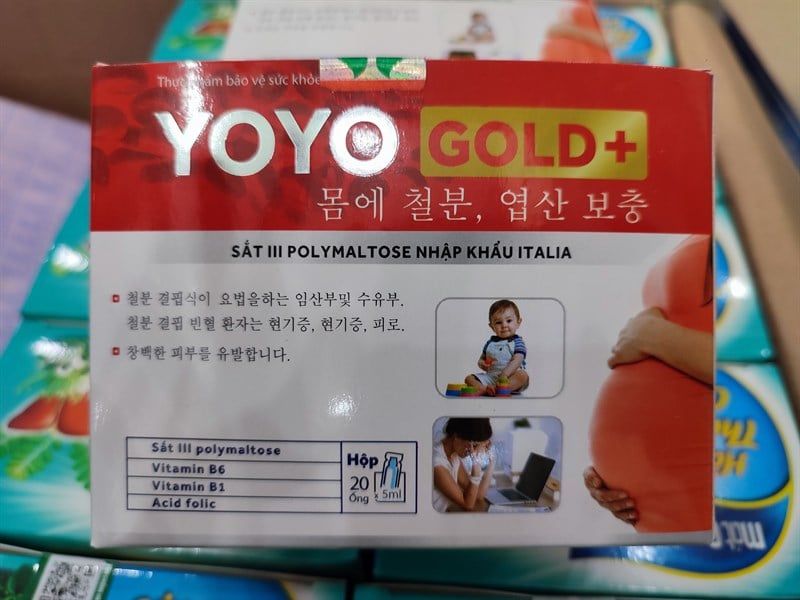 Thực phẩm bảo vệ sức khỏe
YOYO GOLD+
몸에 철분, 엽산 보충
SẮT III POLYMALTOSE NHẬP KHẨU ITALIA
철분 결핍식이 요법을하는 임산부및 수유부.
철분 결핍 빈혈 환자는 현기증, 현기증, 피로.
창백한 피부를 유발합니다.
Sắt III polymaltose
Vitamin B6
Vitamin B1
Acid folic
Hộp
20
Ống x 5ml